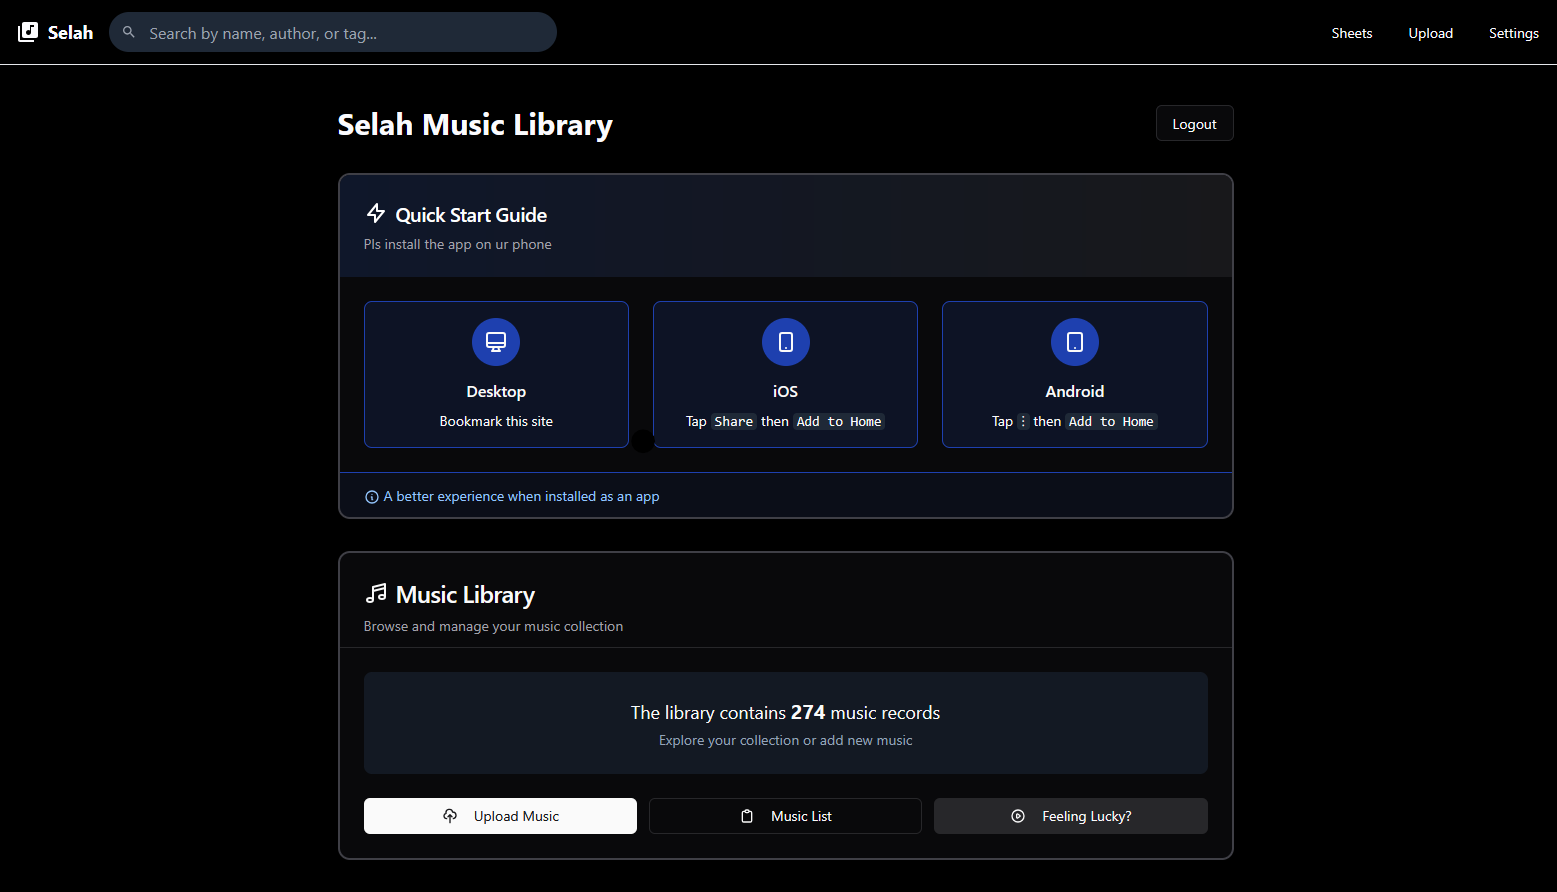 Selah
Search by name, author, or tag...
Sheets
Upload
Settings
Selah Music Library
Logout
Quick Start Guide
Pls install the app on ur phone
Desktop
Bookmark this site
iOS
Tap Share then Add to Home
Android
Tap ⋮ then Add to Home
A better experience when installed as an app
Music Library
Browse and manage your music collection
The library contains 274 music records
Explore your collection or add new music
Upload Music
Music List
Feeling Lucky?